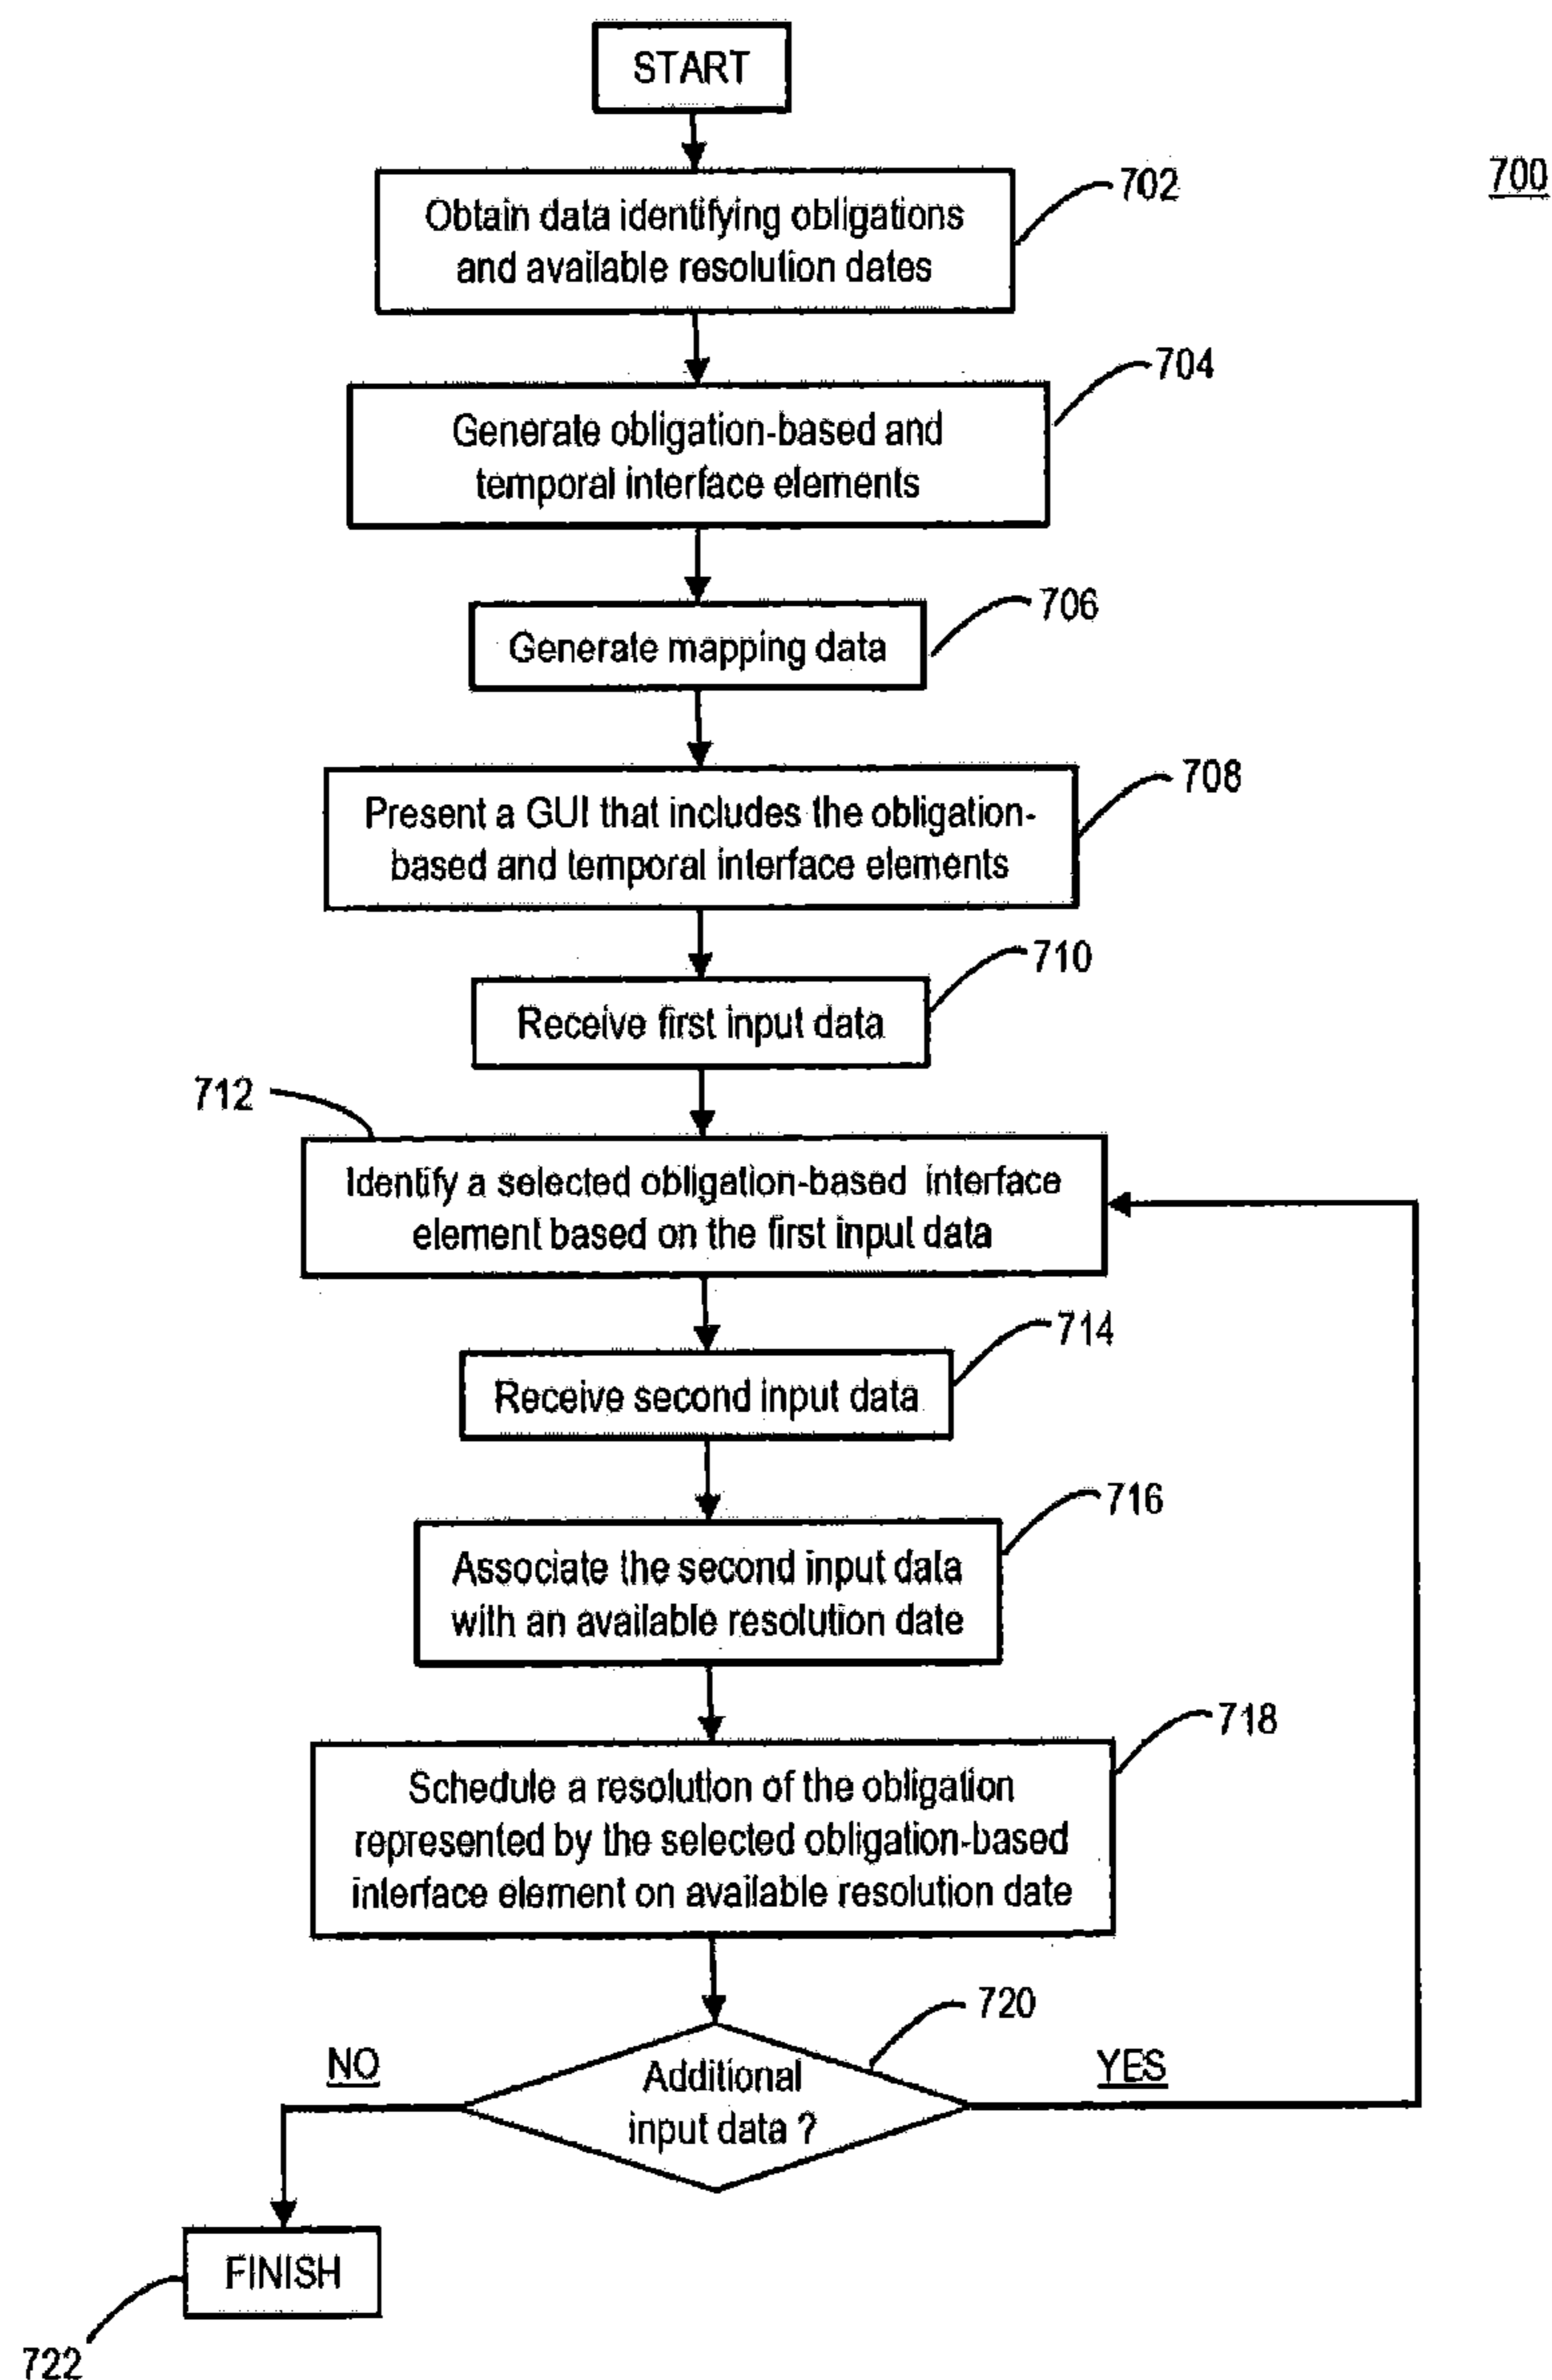 START
700
702
Obtain data identifying obligations
and available resolution dates
704
Generate obligation-based and
temporal interface elements
706
Generate mapping data
708
Present a GUI that includes the obligation-
based and temporal interface elements
710
Receive first input data
712
Identify a selected obligation-based interface
element based on the first input data
714
Receive second input data
716
Associate the second input data
with an available resolution date
718
Schedule a resolution of the obligation
represented by the selected obligation-based
interface element on available resolution date
720
NO
Additional
input data ?
YES
FINISH
722